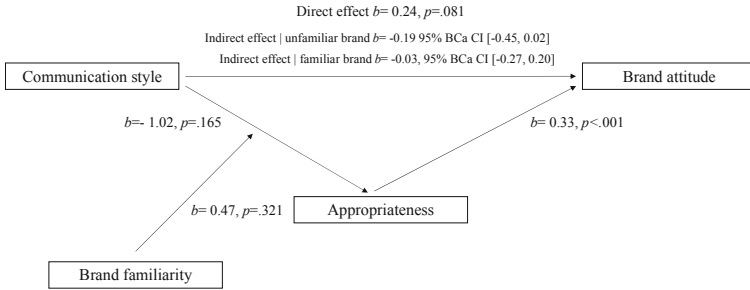 Direct effect b= 0.24, p=.081
Indirect effect | unfamiliar brand b= -0.19 95% BCa CI [-0.45, 0.02]
Indirect effect | familiar brand b= -0.03, 95% BCa CI [-0.27, 0.20]
Communication style
Brand attitude
b=- 1.02, p=.165
b= 0.33, p<.001
b= 0.47, p=.321
Appropriateness
Brand familiarity